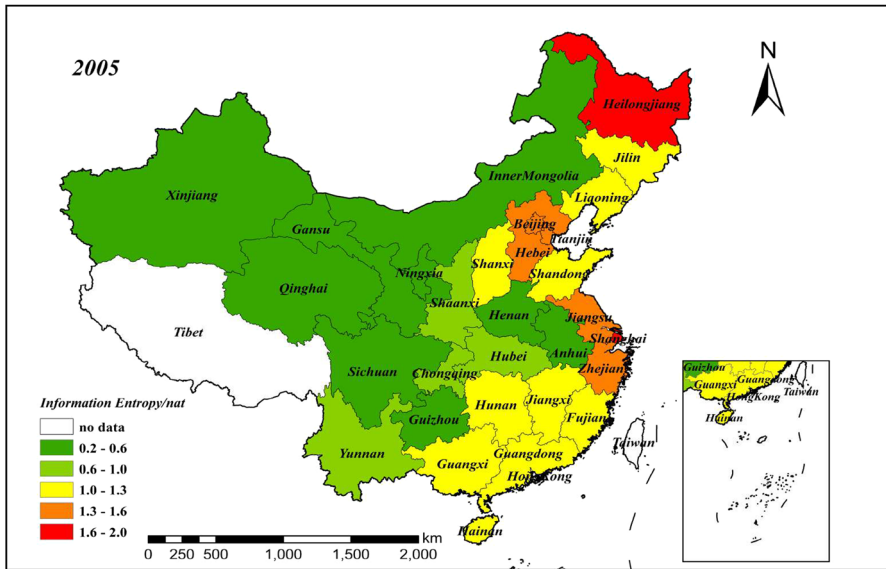 2005
N
Heilongjiang
Jilin
InnerMongolia
Liaoning
Xinjiang
Beijing
Gansu
Tianjin
Hebei
Shanxi
Ningxia
Shandong
Qinghai
Shaanxi
Henan
Jiangsu
Tibet
Shanghai
Anhui
Hubei
Zhejian
Sichuan
Chongqing
Hunan
Jiangxi
Guizhou
Fujian
Taiwan
Yunnan
Guangdong
Guangxi
HongKong
Hainan
Information Entropy/nat
no data
0.2 - 0.6
0.6 - 1.0
1.0 - 1.3
1.3 - 1.6
1.6 - 2.0
km
0 250 500 1,000 1,500 2,000
Guizhou
Guangdong
Guangxi
Taiwan
HongKong
Hainan